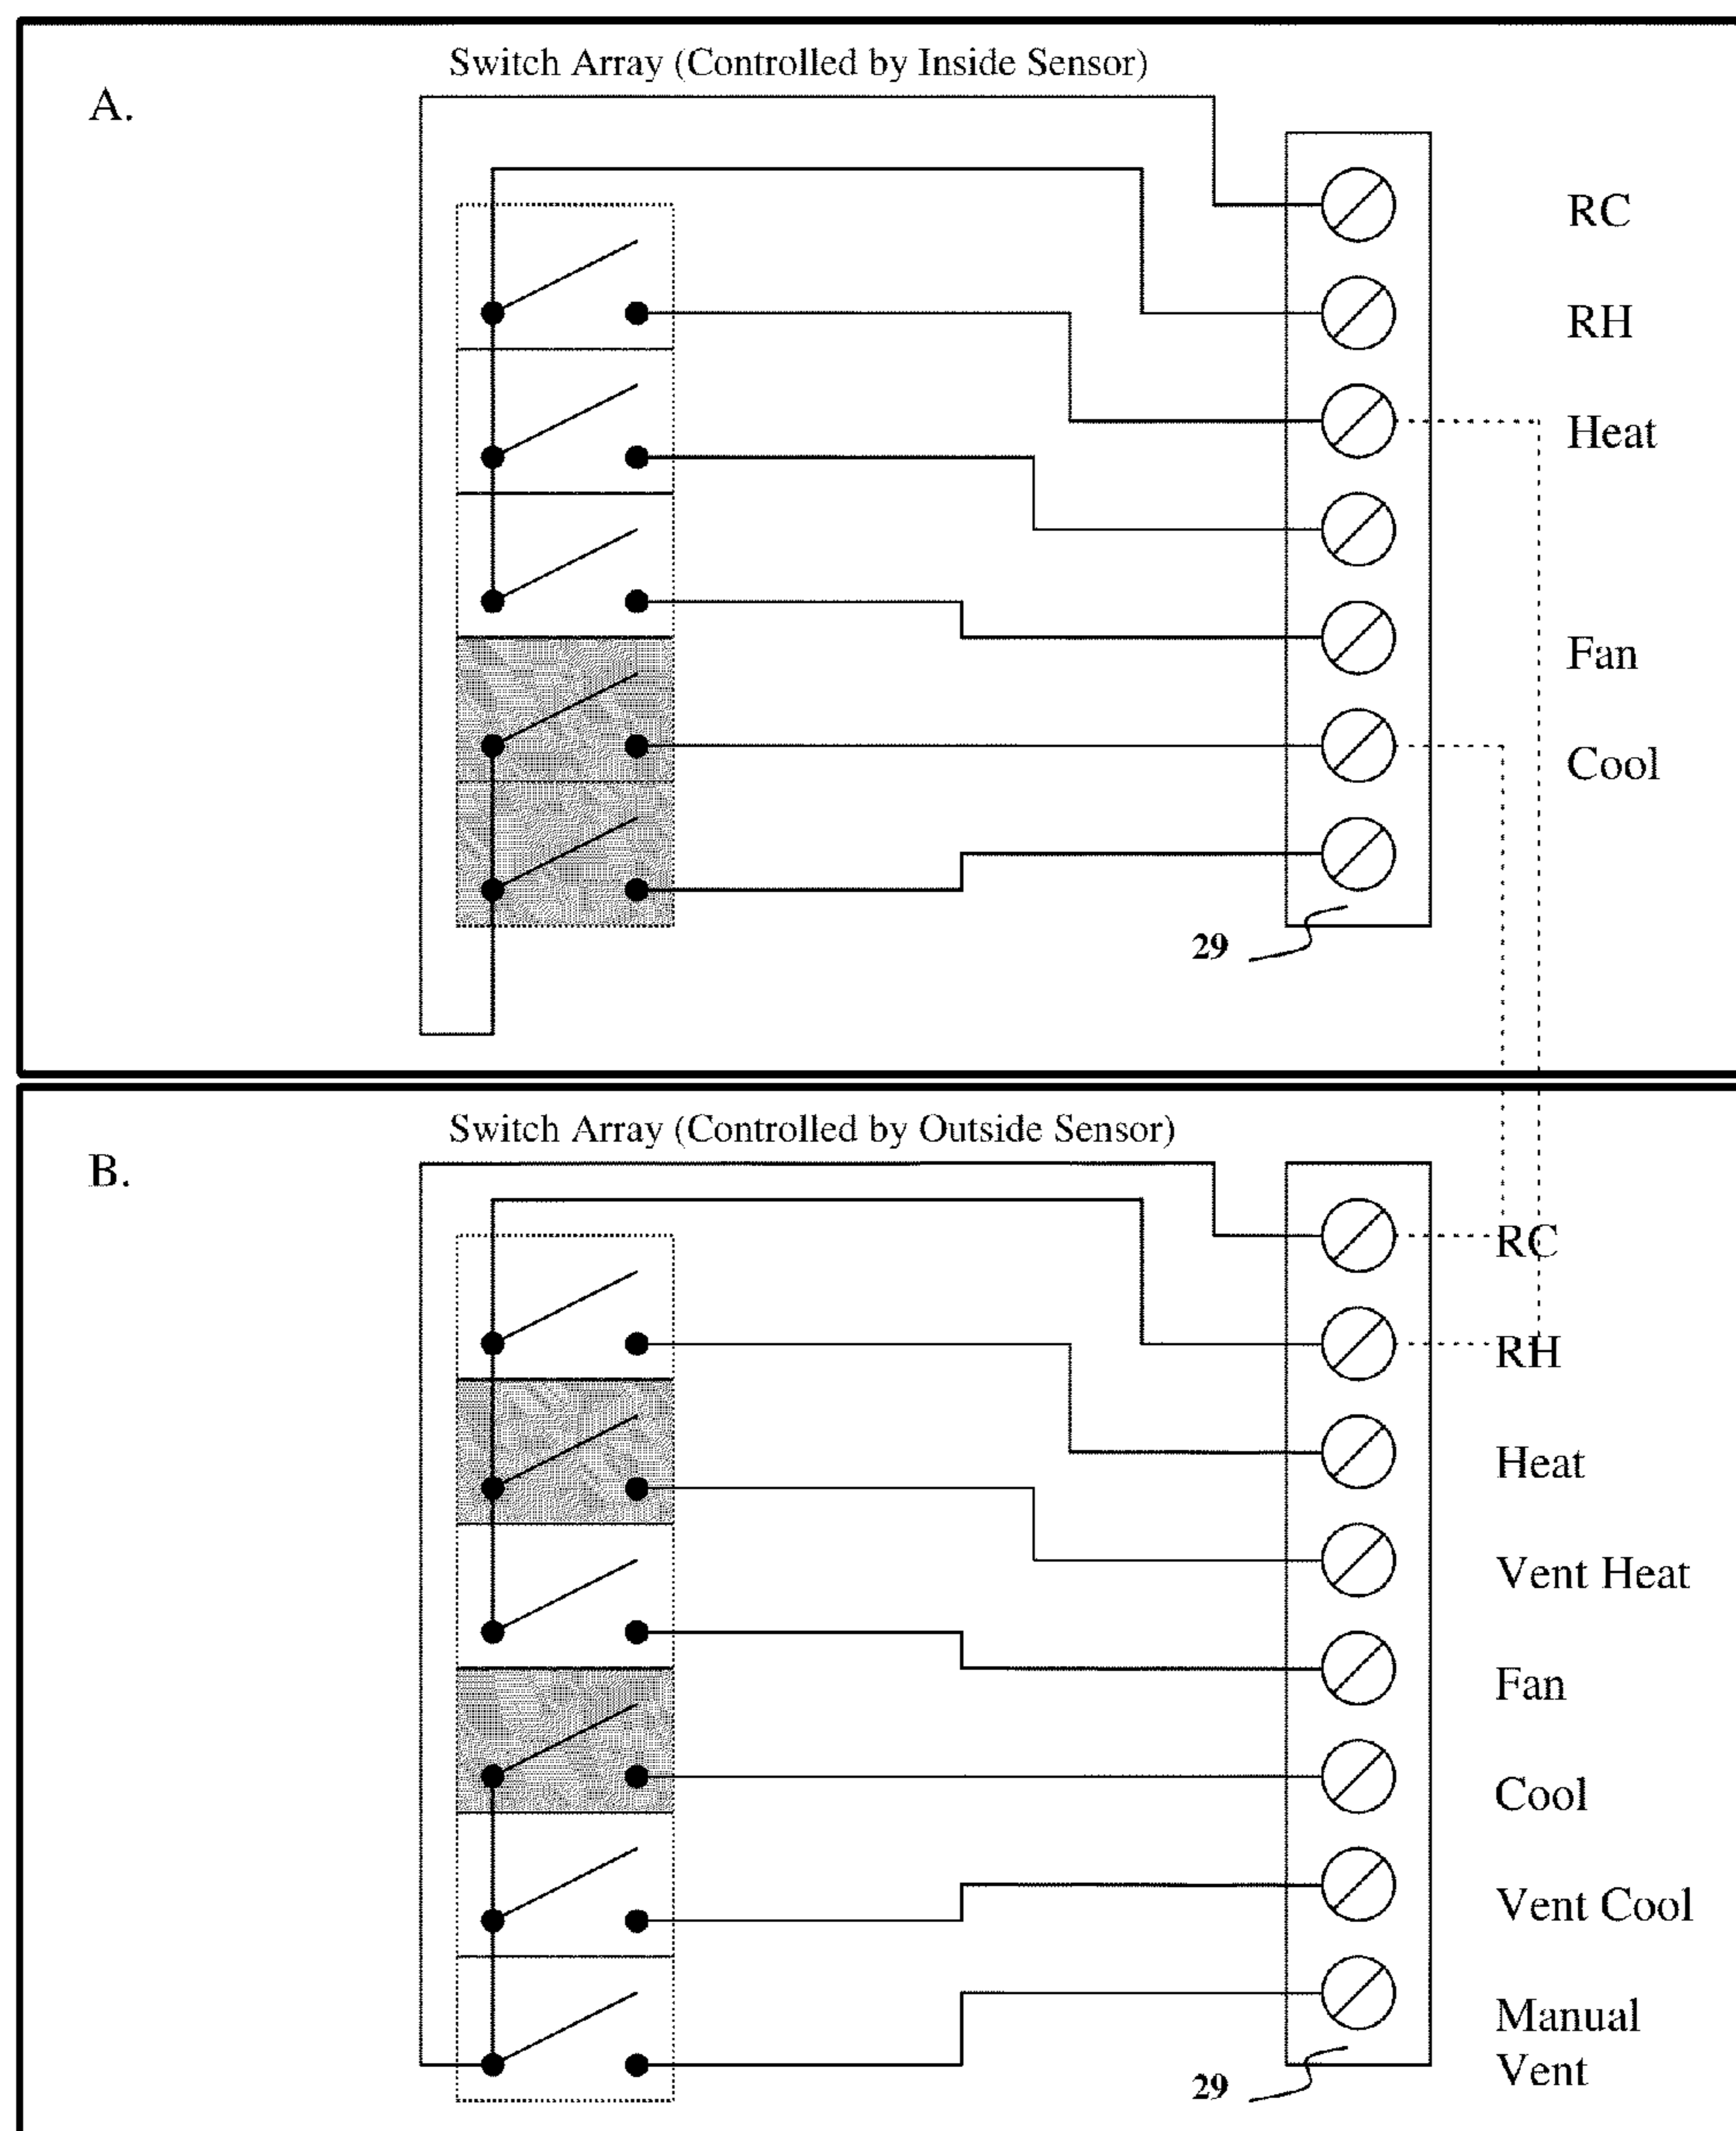 Switch Array (Controlled by Inside Sensor)
A.
RC
RH
Heat
Fan
Cool
29
Switch Array (Controlled by Outside Sensor)
B.
RC
RH
Heat
Vent Heat
Fan
Cool
Vent Cool
Manual
Vent
29